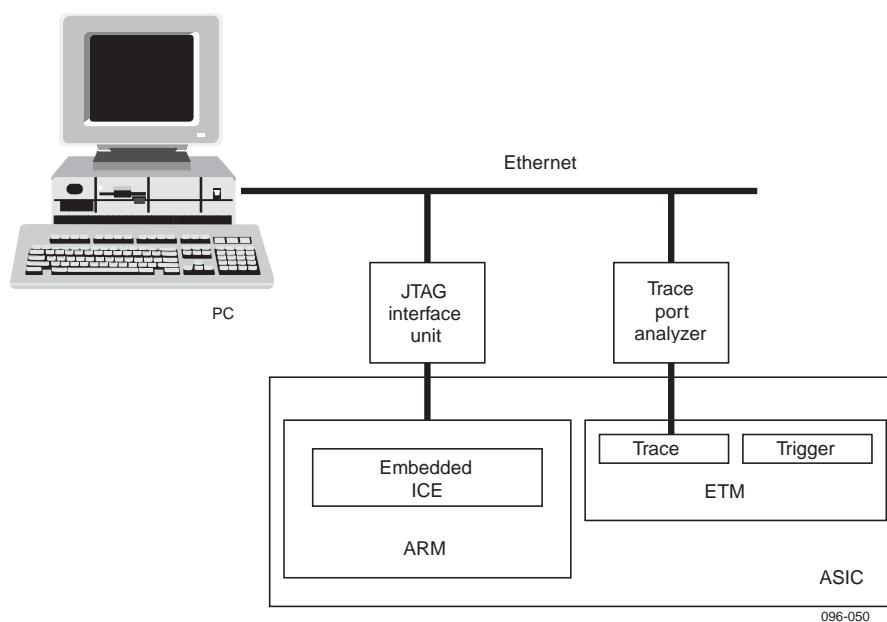 Ethernet
PC
JTAG
interface
unit
Trace
port
analyzer
Embedded
ICE
ARM
Trace
Trigger
ETM
ASIC
096-050